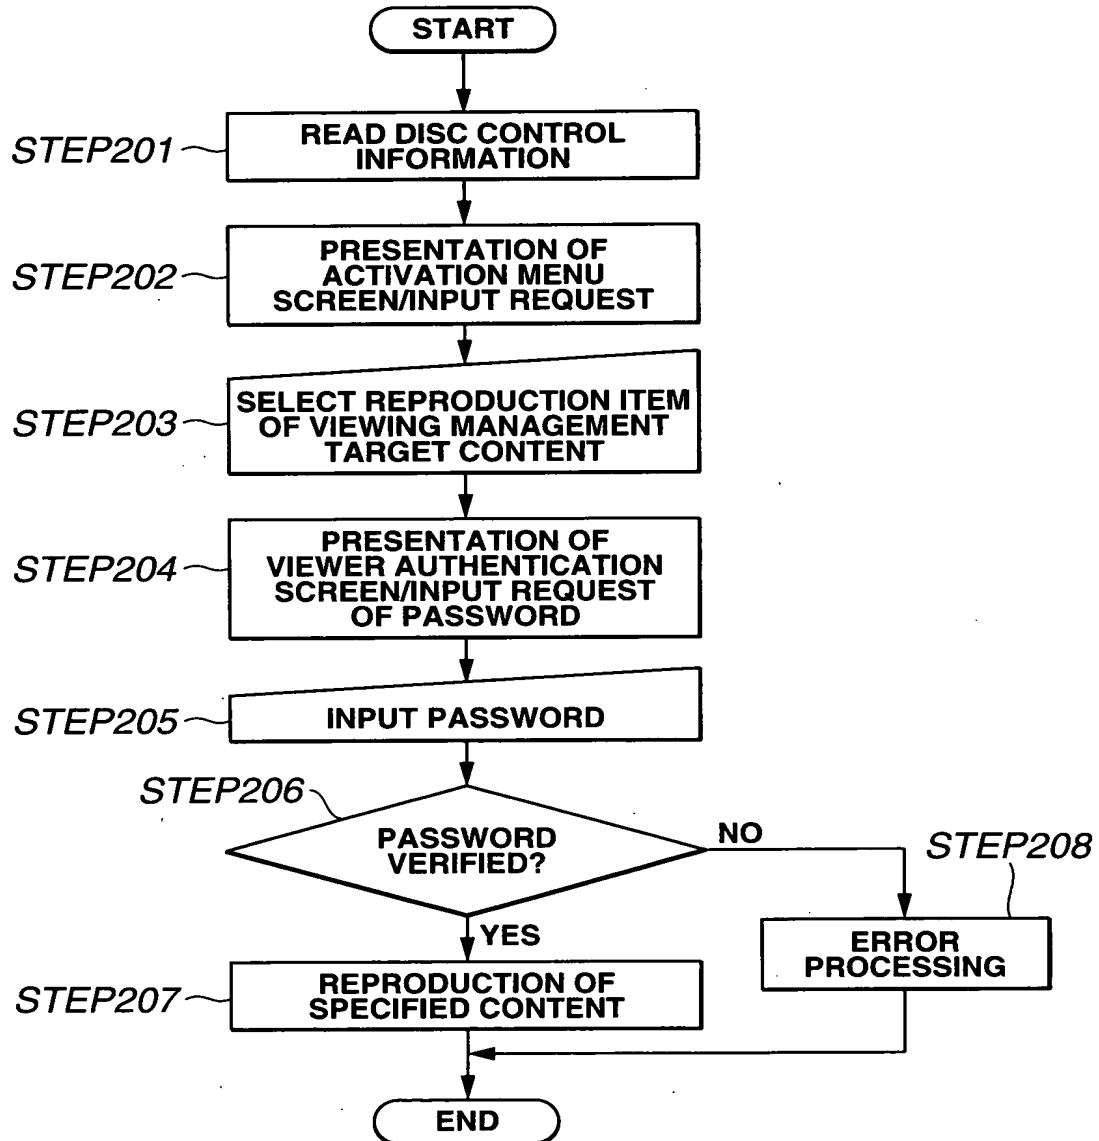 START
STEP201
READ DISC CONTROL
INFORMATION
STEP202
PRESENTATION OF
ACTIVATION MENU
SCREEN/INPUT REQUEST
STEP203
SELECT REPRODUCTION ITEM
OF VIEWING MANAGEMENT
TARGET CONTENT
STEP204
PRESENTATION OF
VIEWER AUTHENTICATION
SCREEN/INPUT REQUEST
OF PASSWORD
STEP205
INPUT PASSWORD
STEP206
PASSWORD
VERIFIED?
NO
STEP208
ERROR
PROCESSING
YES
STEP207
REPRODUCTION OF
SPECIFIED CONTENT
END